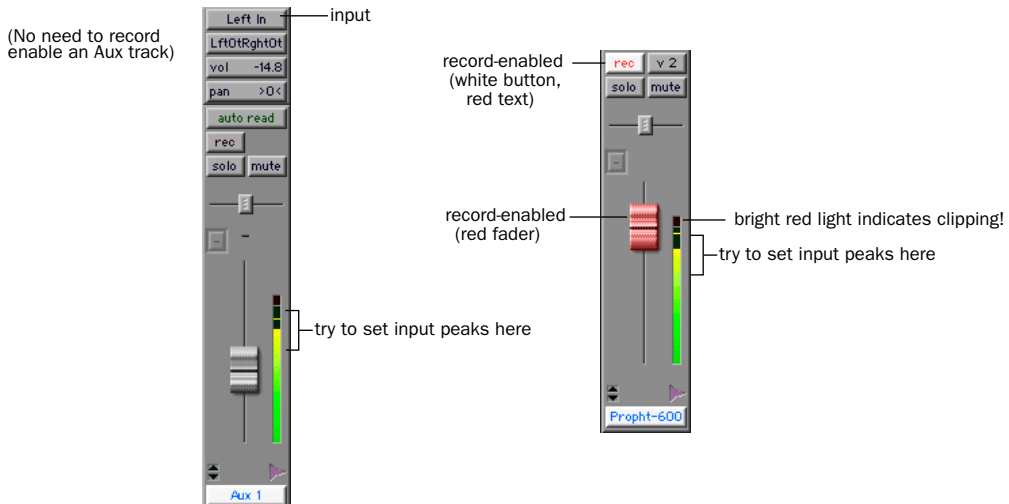 (No need to record
enable an Aux track)
Left In
input
LftOtRghtOt
vol -14.8
pan >0<
auto read
rec
solo mute
-
try to set input peaks here
Aux 1
record-enabled
(white button,
red text)
rec v 2
solo mute
-
record-enabled
(red fader)
bright red light indicates clipping!
try to set input peaks here
Propht-600